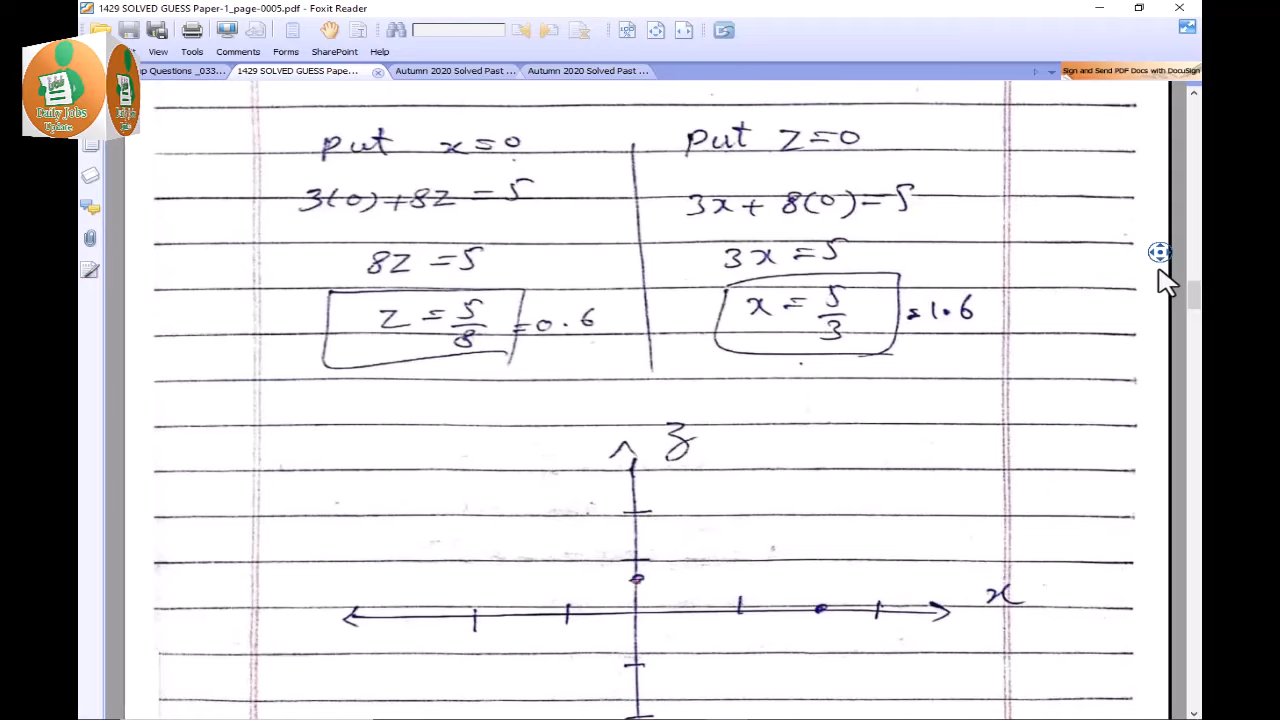 1429 SOLVED GUESS Paper-1_page-0005.pdf - Foxit Reader
View Tools Comments Forms SharePoint Help
p Questions _033... 1429 SOLVED GUESS Pape... Autumn 2020 Solved Past ... Autumn 2020 Solved Past ... Sign and Send PDF Docs with DocuSign
Daily Jobs
Update
put x=0
3(0)+8z=5
8z=5
z=5/8=0.6
put z=0
3x+8(0)=5
3x=5
x=5/3=1.6
z
x